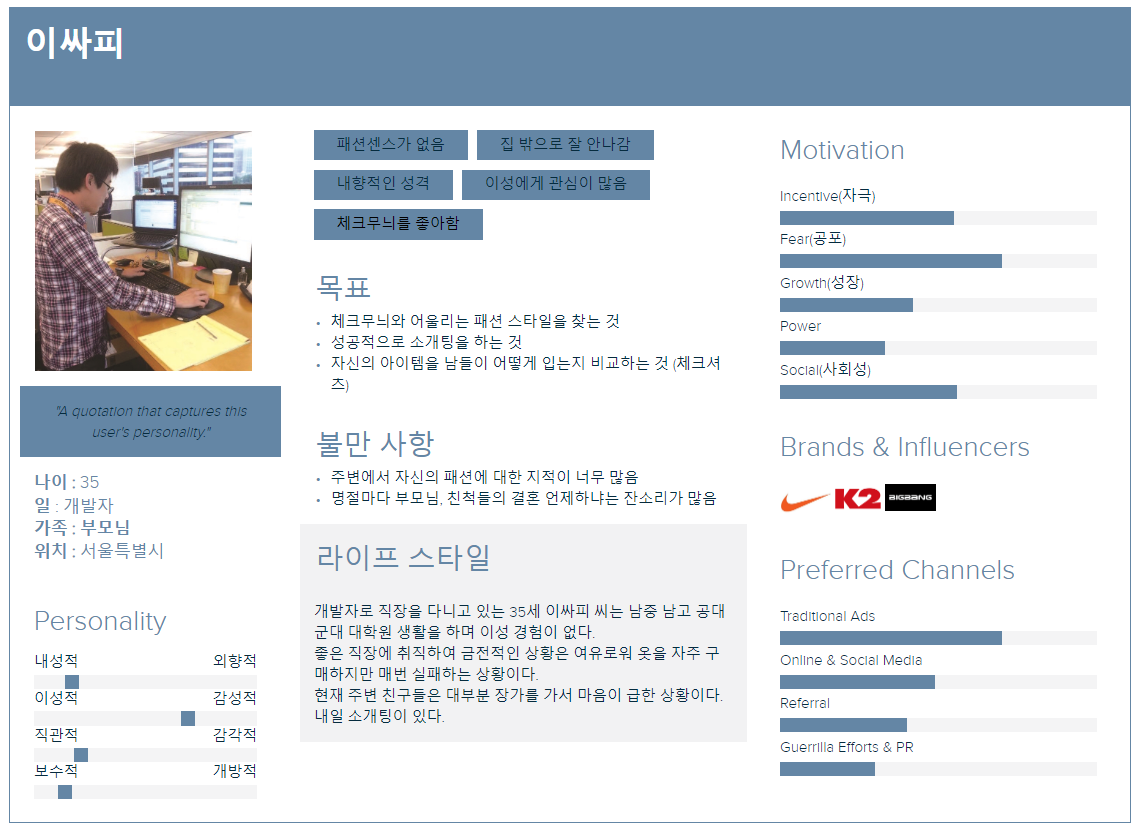 이싸피
패션센스가 없음
집 밖으로 잘 안나감
내향적인 성격
이성에게 관심이 많음
체크무늬를 좋아함
목표
체크무늬와 어울리는 패션 스타일을 찾는 것
성공적으로 소개팅을 하는 것
자신의 아이템을 남들이 어떻게 입는지 비교하는 것 (체크셔
츠)
불만 사항
주변에서 자신의 패션에 대한 지적이 너무 많음
명절마다 부모님, 친척들의 결혼 언제하냐는 잔소리가 많음
라이프 스타일
개발자로 직장을 다니고 있는 35세 이싸피 씨는 남중 남고 공대
군대 대학원 생활을 하며 이성 경험이 없다.
좋은 직장에 취직하여 금전적인 상황은 여유로워 옷을 자주 구
매하지만 매번 실패하는 상황이다.
현재 주변 친구들은 대부분 장가를 가서 마음이 급한 상황이다.
내일 소개팅이 있다.
"A quotation that captures this
user's personality."
나이 : 35
일 : 개발자
가족 : 부모님
위치 : 서울특별시
Personality
내성적 외향적
이성적 감성적
직관적 감각적
보수적 개방적
Motivation
Incentive(자극)
Fear(공포)
Growth(성장)
Power
Social(사회성)
Brands & Influencers
K2
BIGBANG
Preferred Channels
Traditional Ads
Online & Social Media
Referral
Guerrilla Efforts & PR